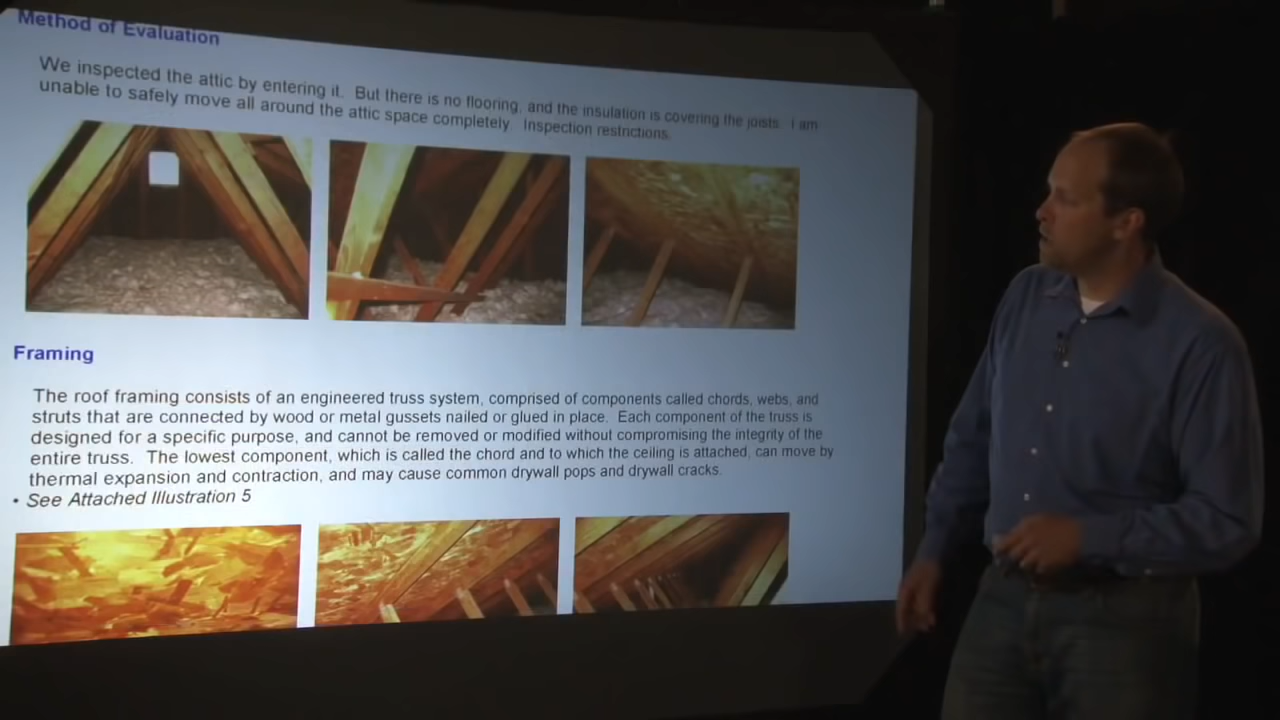 Method of Evaluation
We inspected the attic by entering it. But there is no flooring, and the insulation is covering the joists. I am
unable to safely move all around the attic space completely. Inspection restrictions.
Framing
The roof framing consists of an engineered truss system, comprised of components called chords, webs, and
struts that are connected by wood or metal gussets nailed or glued in place. Each component of the truss is
designed for a specific purpose, and cannot be removed or modified without compromising the integrity of the
entire truss. The lowest component, which is called the chord and to which the ceiling is attached, can move by
thermal expansion and contraction, and may cause common drywall pops and drywall cracks.
• See Attached Illustration 5